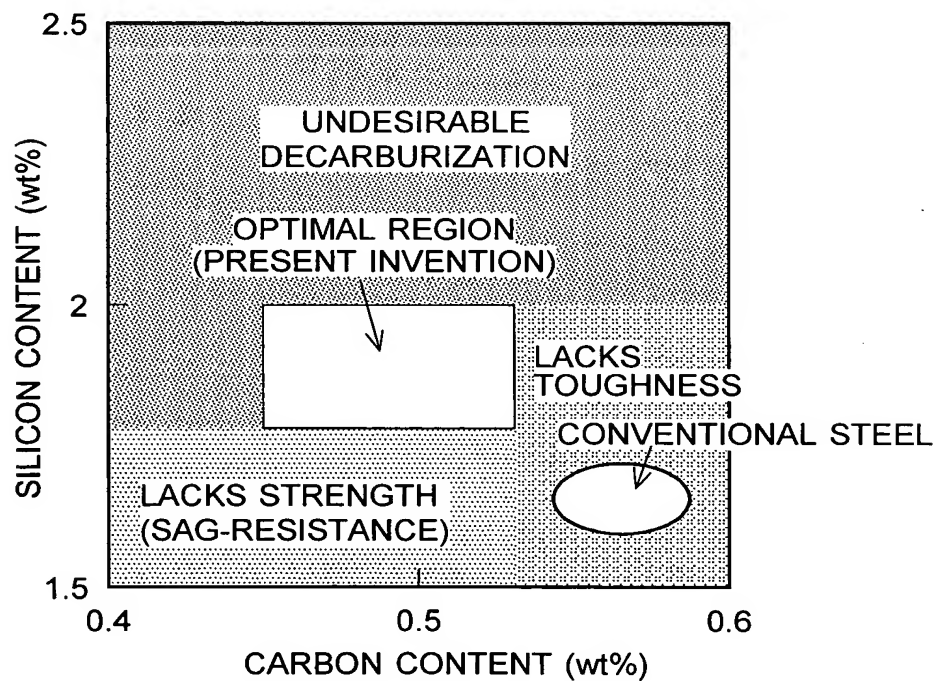 2.5
UNDESIRABLE
DECARBURIZATION
OPTIMAL REGION
(PRESENT INVENTION)
SILICON CONTENT (wt%)
2
LACKS
TOUGHNESS
CONVENTIONAL STEEL
LACKS STRENGTH
(SAG-RESISTANCE)
1.5
0.4
0.5
0.6
CARBON CONTENT (wt%)